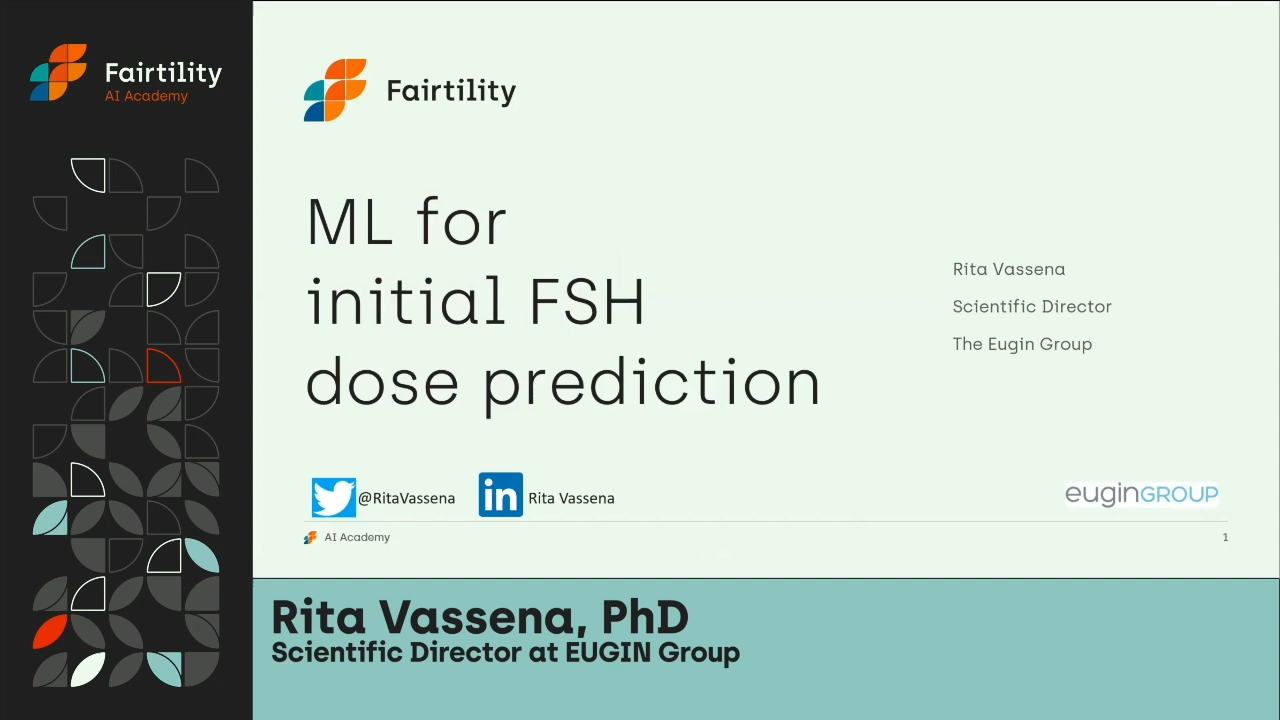 Fairtility
AI Academy
Fairtility
ML for
initial FSH
dose prediction
Rita Vassena
Scientific Director
The Eugin Group
@RitaVassena
in Rita Vassena
euginGROUP
AI Academy
1
Rita Vassena, PhD
Scientific Director at EUGIN Group